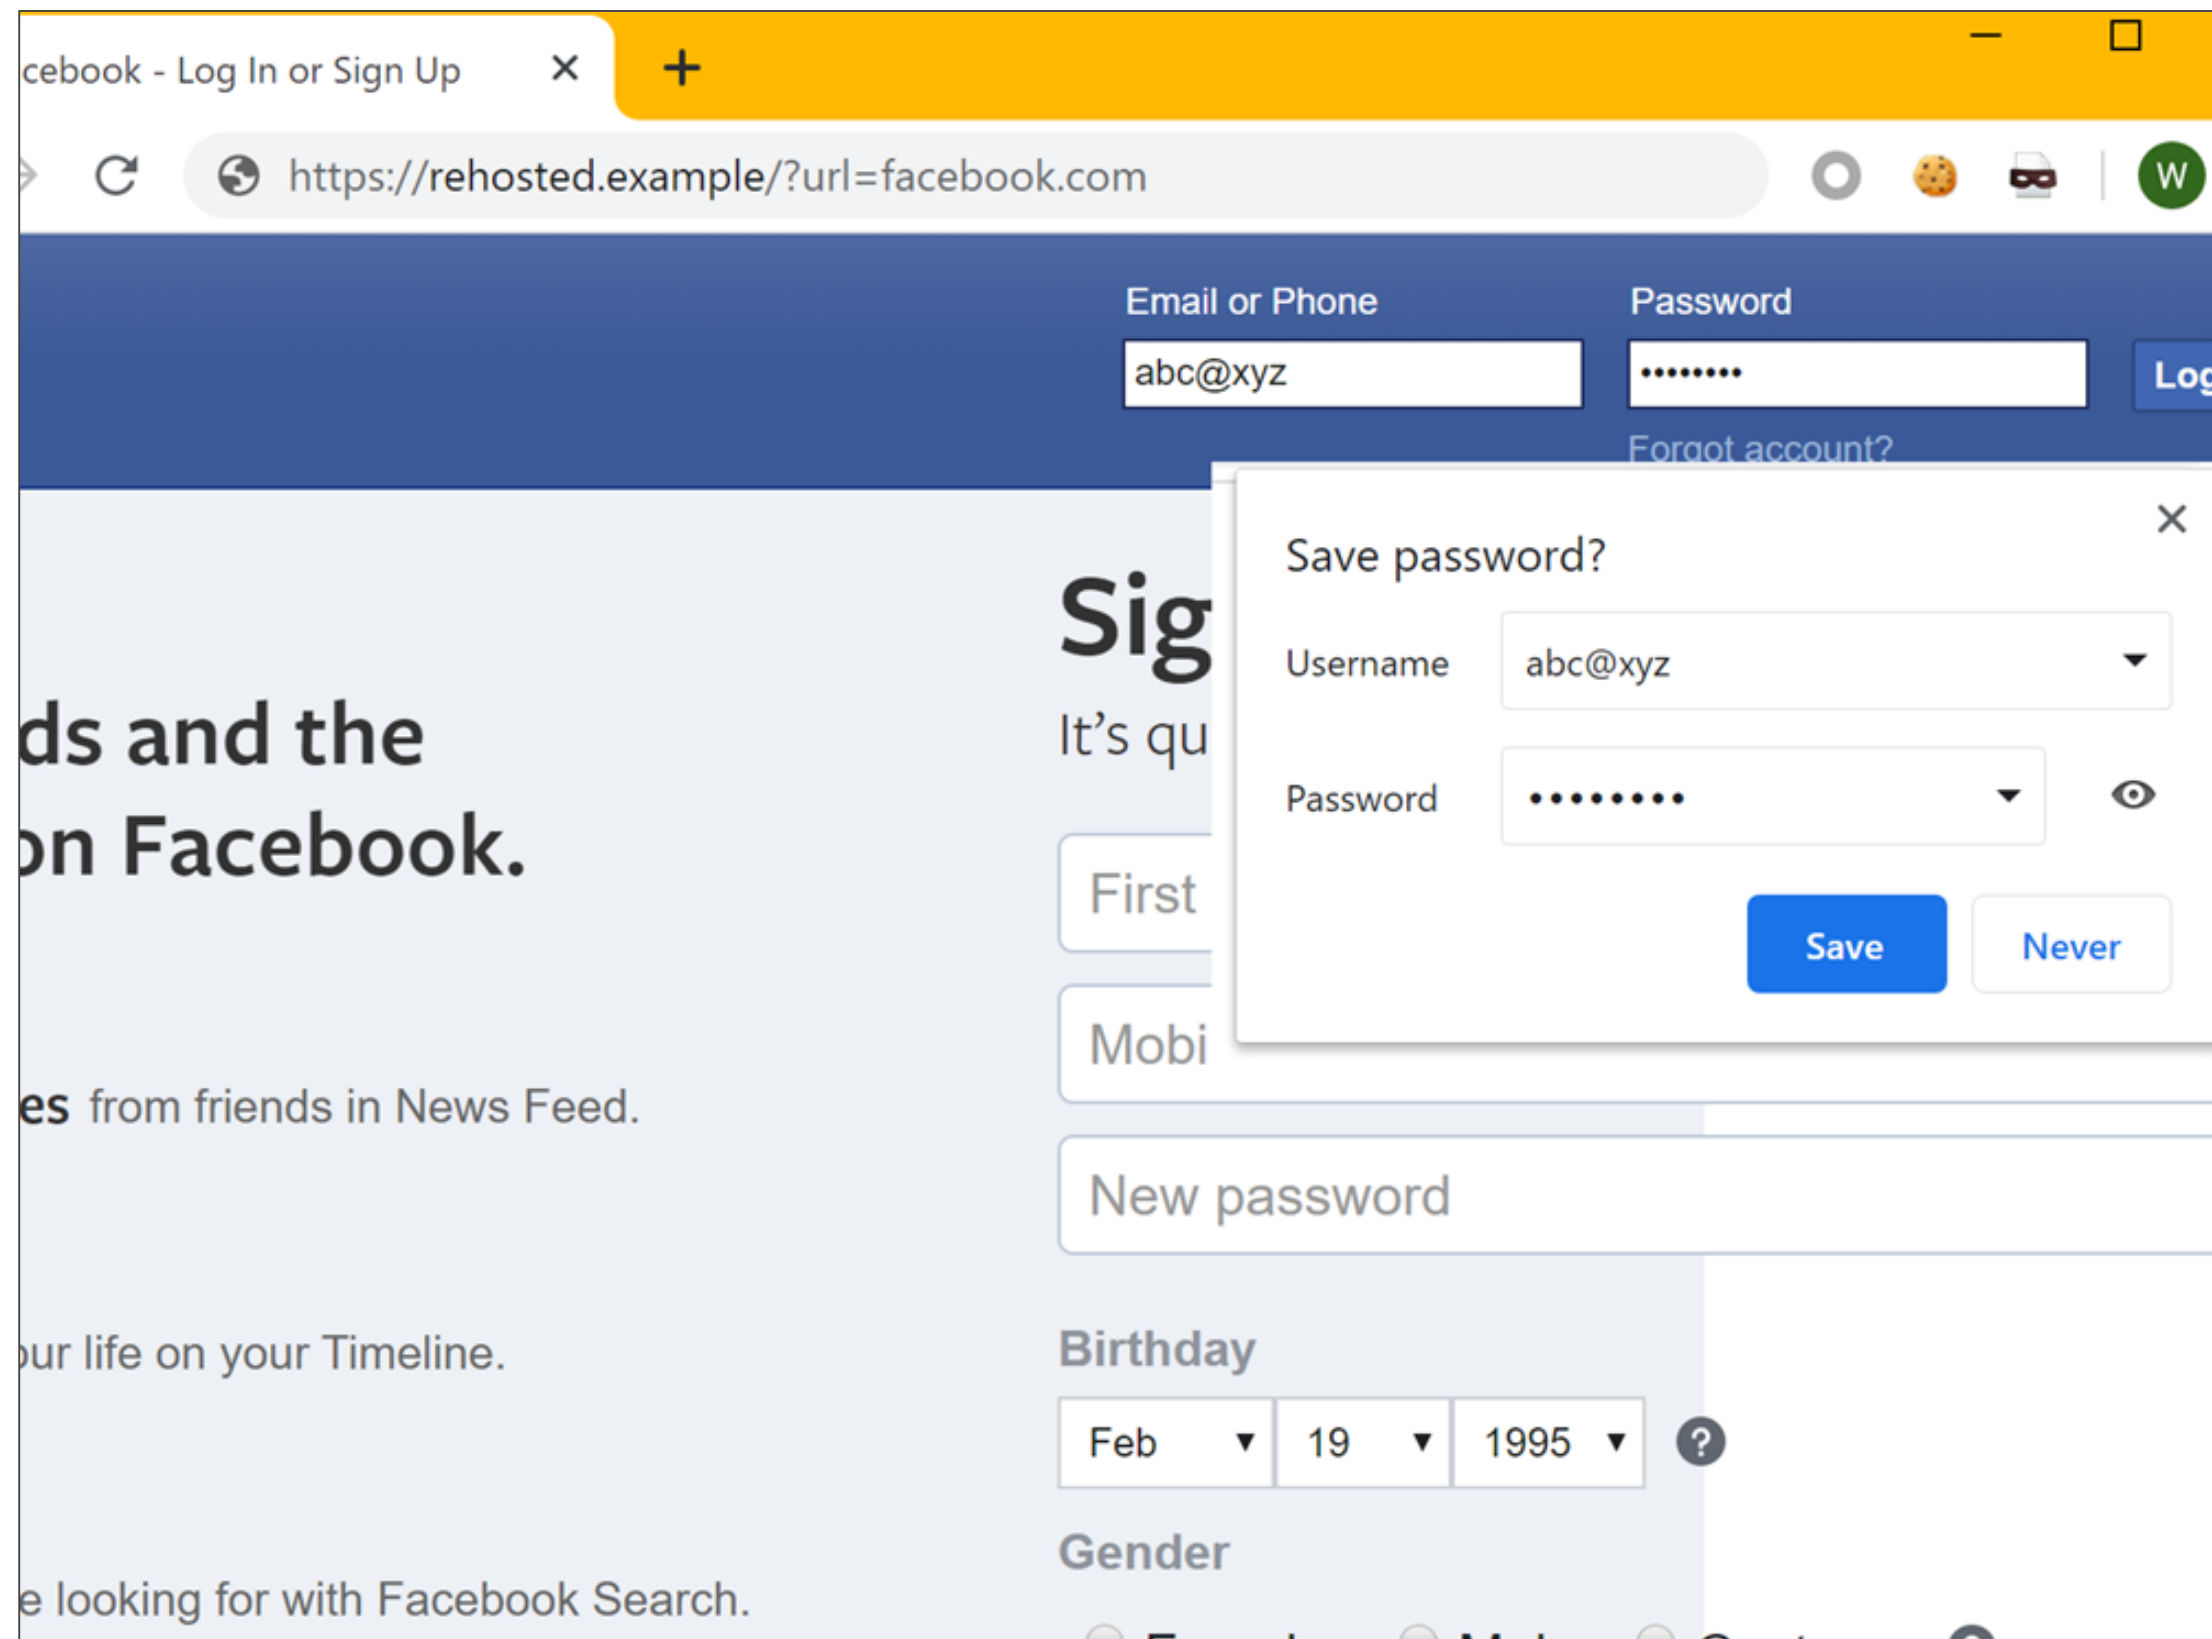 cebook - Log In or Sign Up
https://rehosted.example/?url=facebook.com
W
Email or Phone
Password
abc@xyz
••••••••
Log
Forgot account?
Save password?
Username
abc@xyz
Password
••••••••
Save
Never
Sig
It's qu
ds and the
on Facebook.
First
Mobi
es from friends in News Feed.
New password
our life on your Timeline.
Birthday
Feb
19
1995
?
Gender
e looking for with Facebook Search.